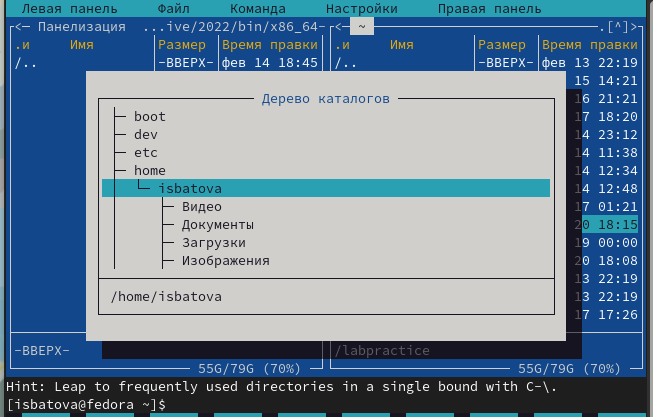 Левая панель Файл Команда Настройки Правая панель
<— Панелизация ...ive/2022/bin/x86_64- <— ~ .[^]>
.и Имя Размер Время правки .и Имя Размер Время правки
/.. -ВВЕРХ- фев 14 18:45 /.. -ВВЕРХ- фев 13 22:19
15 14:21
Дерево каталогов 16 21:21
boot 17 18:20
dev 14 23:12
etc 14 11:38
home 14 12:34
isbatova 14 12:48
Видео 17 01:21
Документы 20 18:15
Загрузки 19 00:00
Изображения 20 18:08
13 22:19
/home/isbatova 13 22:19
17 17:26
-ВВЕРХ- /labpractice
55G/79G (70%) 55G/79G (70%)
Hint: Leap to frequently used directories in a single bound with C-\.
[isbatova@fedora ~]$